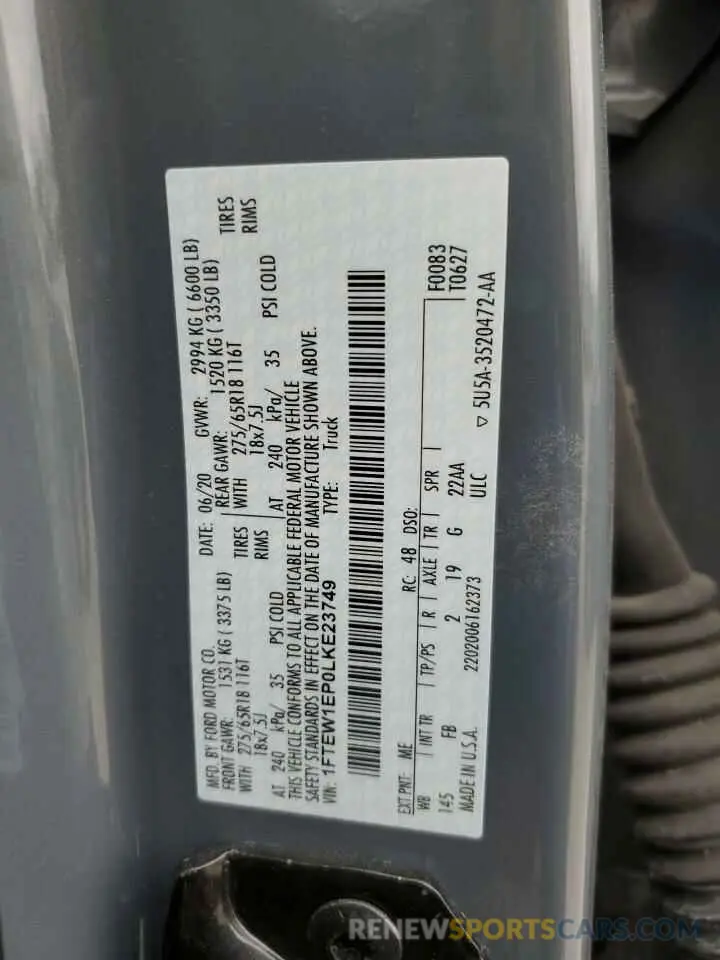 MFD. BY FORD MOTOR CO.
DATE: 06/20 GVWR: 2994 KG ( 6600 LB)
FRONT GAWR: 1531 KG ( 3375 LB) REAR GAWR: 1520 KG ( 3350 LB)
WITH 275/65R18 116T TIRES WITH 275/65R18 116T TIRES
18x7.5J RIMS 18x7.5J RIMS
AT 240 kPa/ 35 PSI COLD AT 240 kPa/ 35 PSI COLD
THIS VEHICLE CONFORMS TO ALL APPLICABLE FEDERAL MOTOR VEHICLE
SAFETY STANDARDS IN EFFECT ON THE DATE OF MANUFACTURE SHOWN ABOVE.
VIN: 1FTEW1EP0LKE23749 TYPE: Truck
EXT PNT: ME RC: 48 DSO: F0083
WB INT TR TP/PS R AXLE TR SPR T0627
145 FB 2 19 G 22AA
MADE IN U.S.A. 2202006162373 ULC ▽ 5U5A-3520472-AA
RENEWSPORTSCARS.COM